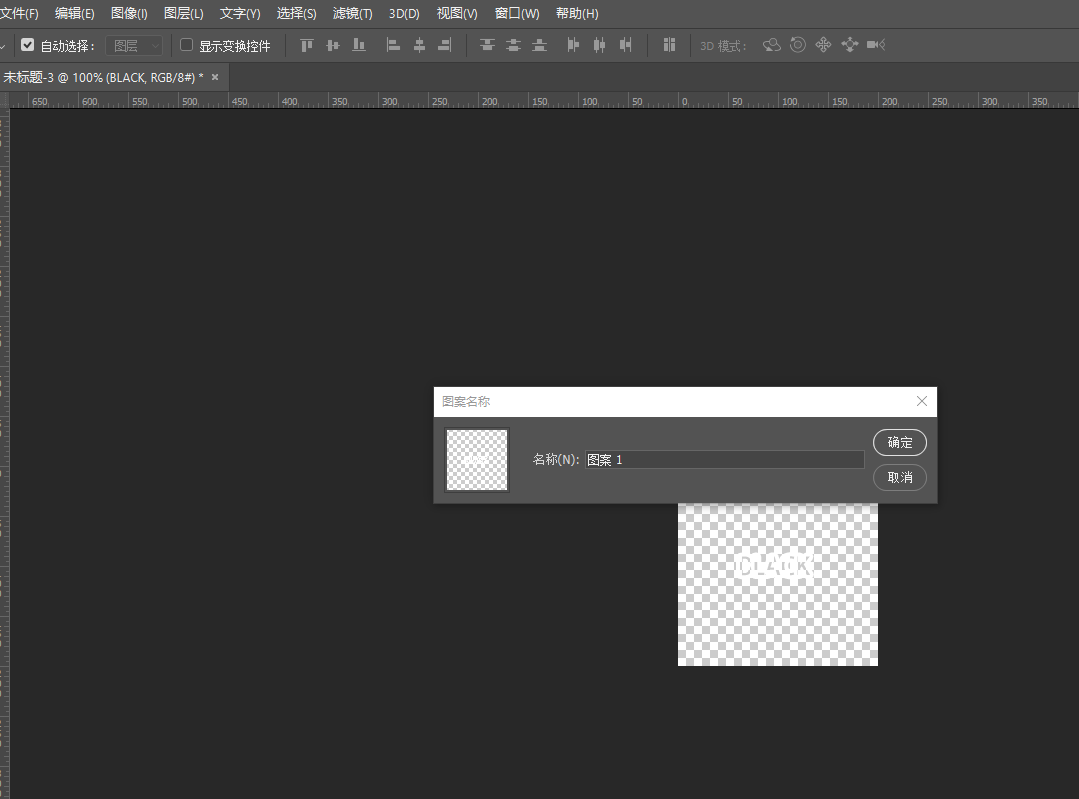 文件(F) 编辑(E) 图像(I) 图层(L) 文字(Y) 选择(S) 滤镜(T) 3D(D) 视图(V) 窗口(W) 帮助(H)
自动选择： 图层 显示变换控件 3D 模式：
未标题-3 @ 100% (BLACK, RGB/8#) * ×
650 600 550 500 450 400 350 300 250 200 150 100 50 0 50 100 150 200 250 300 350
图案名称
名称(N): 图案 1
确定
取消
BLACK